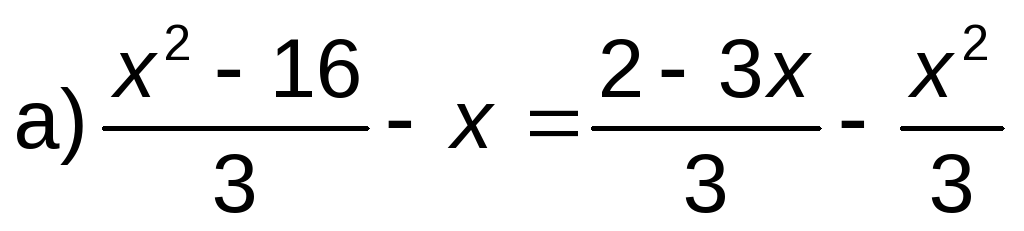 а) (x² - 16)/3 - x = (2 - 3x)/3 - x²/3